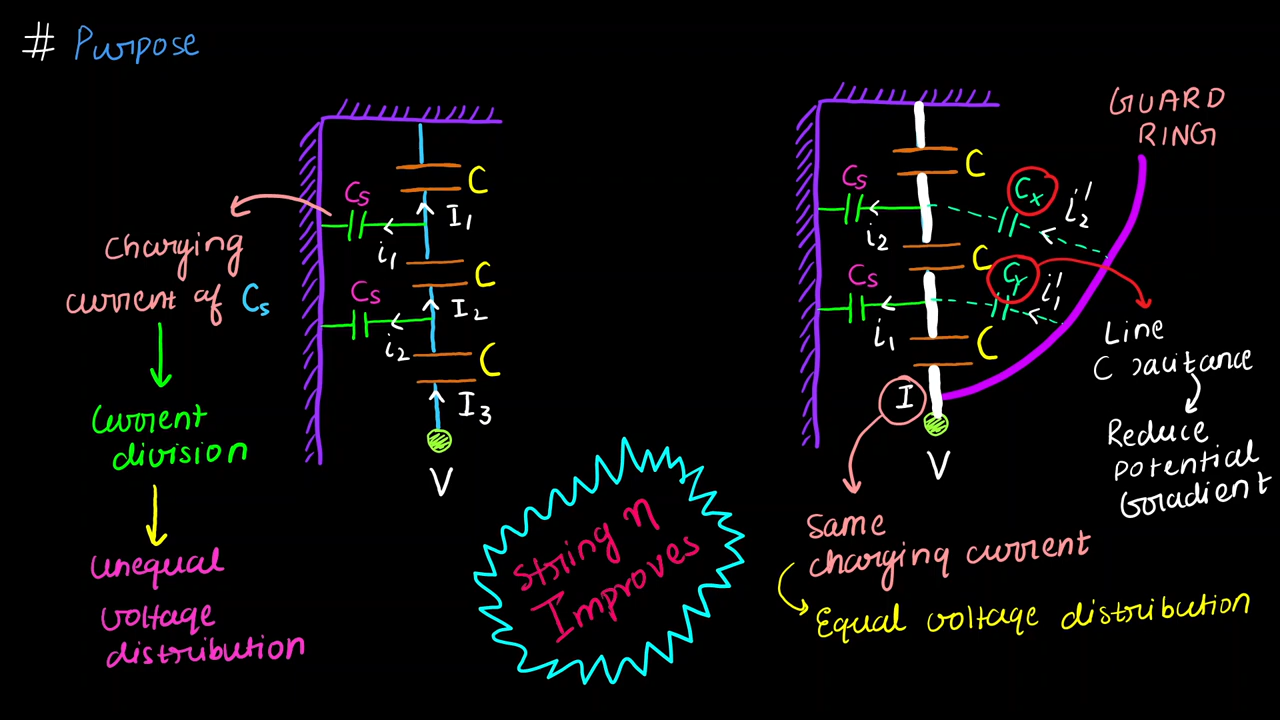 # Purpose
C
Cs
I1
i1
C
Cs
I2
i2
C
I3
V
Charging
current of Cs
Current
division
unequal
voltage
distribution
String η
Improves
GUARD
RING
C
Cs
Cx
i2'
i2
C
Cs
Cy
i1'
i1
C
I
V
Line
C acitance
Reduce
potential
Gradient
Same
charging current
Equal voltage distribution